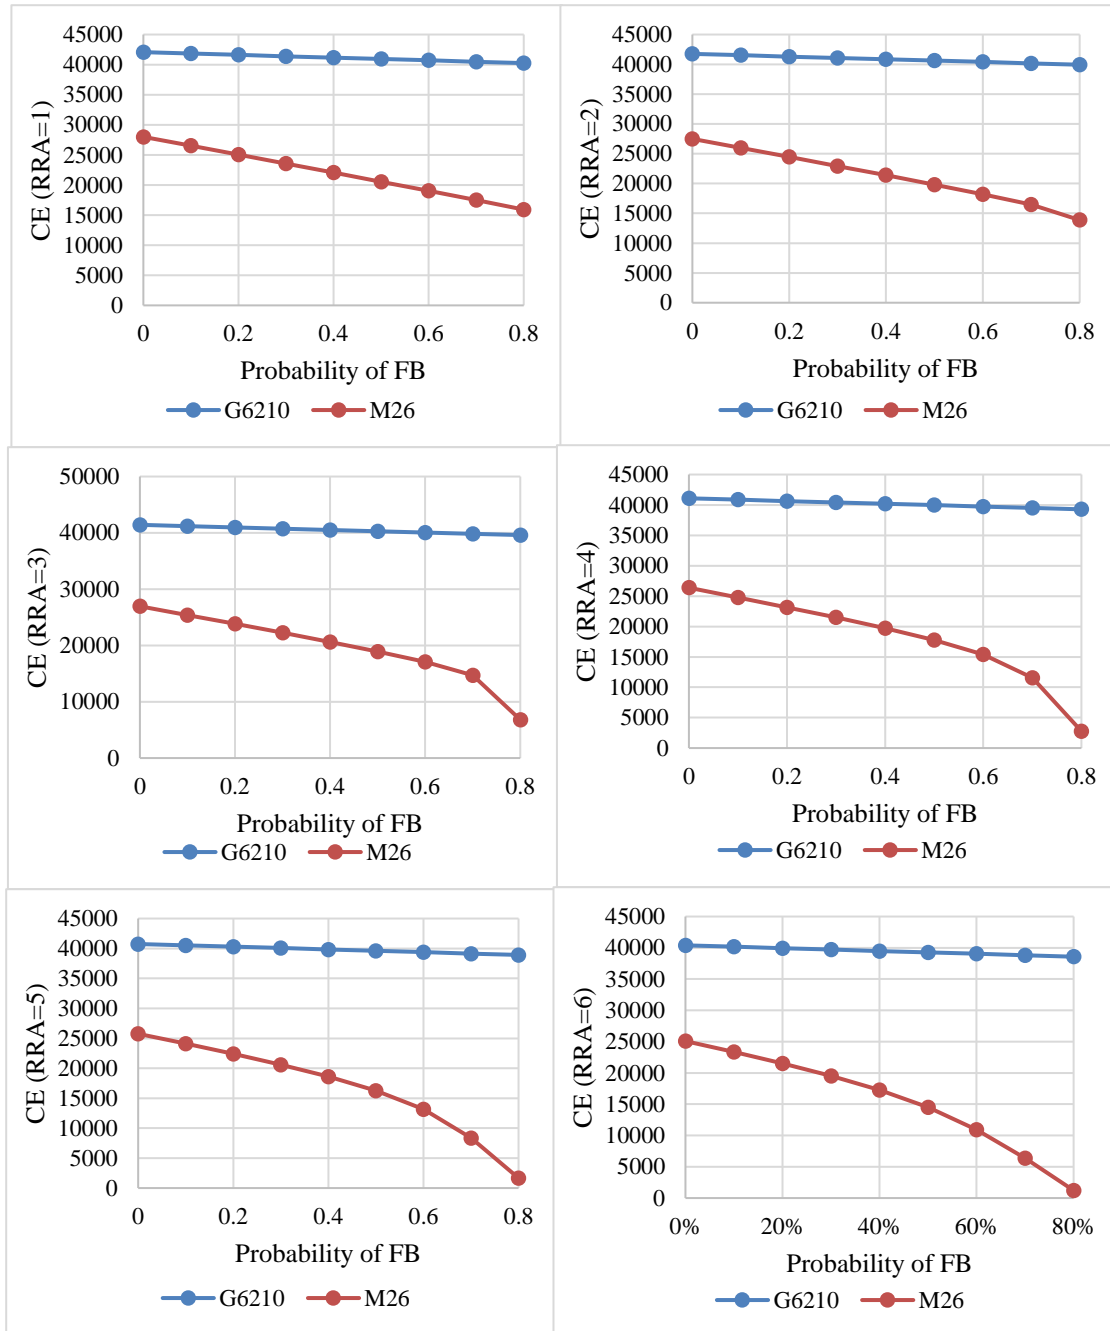 CE (RRA=1)
45000
40000
35000
30000
25000
20000
15000
10000
5000
0
0 0.2 0.4 0.6 0.8
Probability of FB
G6210 M26
CE (RRA=2)
45000
40000
35000
30000
25000
20000
15000
10000
5000
0
0 0.2 0.4 0.6 0.8
Probability of FB
G6210 M26
CE (RRA=3)
50000
40000
30000
20000
10000
0
0 0.2 0.4 0.6 0.8
Probability of FB
G6210 M26
CE (RRA=4)
45000
40000
35000
30000
25000
20000
15000
10000
5000
0
0 0.2 0.4 0.6 0.8
Probability of FB
G6210 M26
CE (RRA=5)
45000
40000
35000
30000
25000
20000
15000
10000
5000
0
0 0.2 0.4 0.6 0.8
Probability of FB
G6210 M26
CE (RRA=6)
45000
40000
35000
30000
25000
20000
15000
10000
5000
0
0% 20% 40% 60% 80%
Probability of FB
G6210 M26